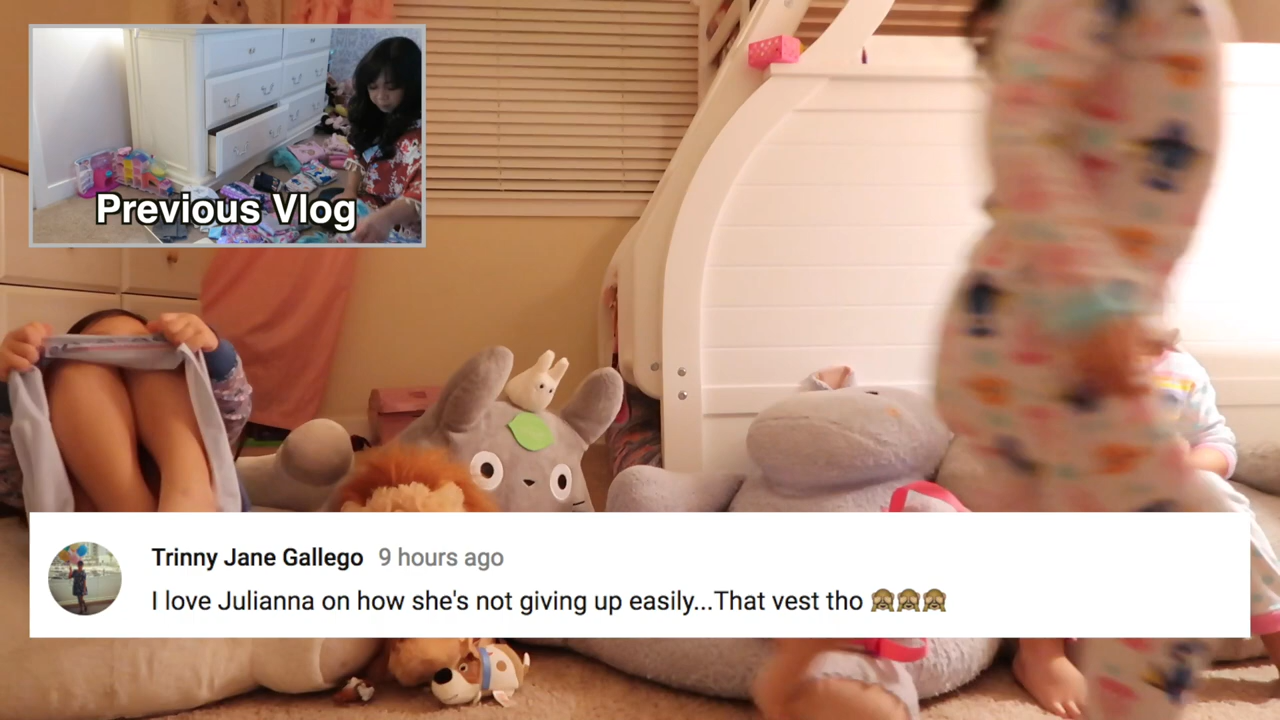 Previous Vlog
Trinny Jane Gallego 9 hours ago
I love Julianna on how she's not giving up easily...That vest tho 🙈🙈🙈